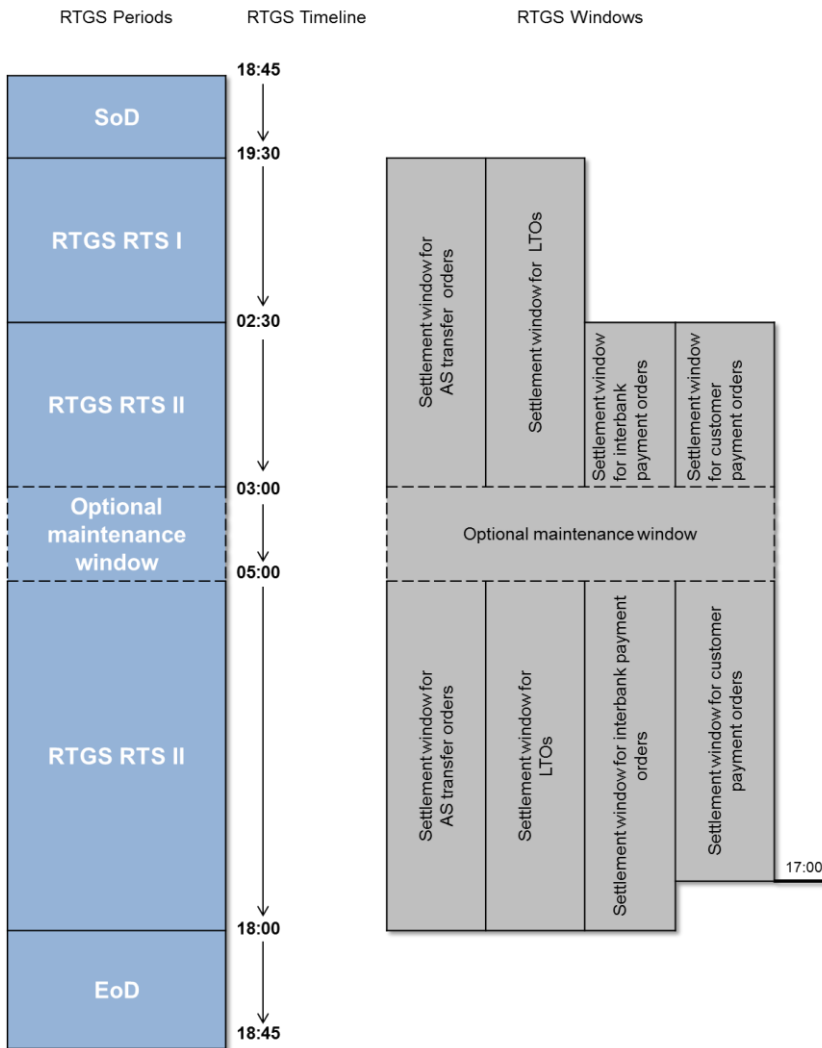 RTGS Periods
RTGS Timeline
RTGS Windows
18:45
SoD
19:30
RTGS RTS I
Settlement window for
AS transfer orders
Settlement window for LTOs
02:30
RTGS RTS II
Settlement window
for interbank
payment orders
Settlement window
for customer
payment orders
03:00
Optional
maintenance
window
Optional maintenance window
05:00
RTGS RTS II
Settlement window for
AS transfer orders
Settlement window for
LTOs
Settlement window for interbank payment
orders
Settlement window for customer
payment orders
17:00
18:00
EoD
18:45